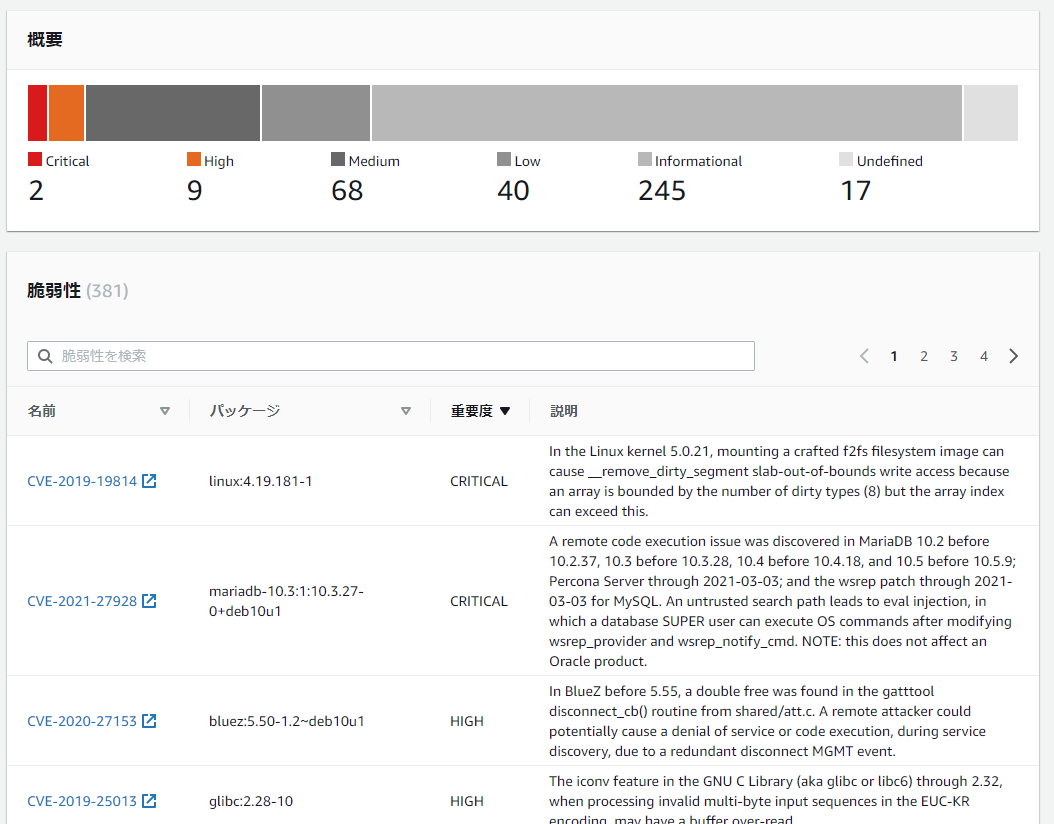 概要
Critical
2
High
9
Medium
68
Low
40
Informational
245
Undefined
17
脆弱性 (381)
脆弱性を検索
1 2 3 4
名前 パッケージ 重要度 説明
CVE-2019-19814
linux:4.19.181-1
CRITICAL
In the Linux kernel 5.0.21, mounting a crafted f2fs filesystem image can
cause __remove_dirty_segment slab-out-of-bounds write access because
an array is bounded by the number of dirty types (8) but the array index
can exceed this.
CVE-2021-27928
mariadb-10.3:1:10.3.27-
0+deb10u1
CRITICAL
A remote code execution issue was discovered in MariaDB 10.2 before
10.2.37, 10.3 before 10.3.28, 10.4 before 10.4.18, and 10.5 before 10.5.9;
Percona Server through 2021-03-03; and the wsrep patch through 2021-
03-03 for MySQL. An untrusted search path leads to eval injection, in
which a database SUPER user can execute OS commands after modifying
wsrep_provider and wsrep_notify_cmd. NOTE: this does not affect an
Oracle product.
CVE-2020-27153
bluez:5.50-1.2~deb10u1
HIGH
In BlueZ before 5.55, a double free was found in the gatttool
disconnect_cb() routine from shared/att.c. A remote attacker could
potentially cause a denial of service or code execution, during service
discovery, due to a redundant disconnect MGMT event.
CVE-2019-25013
glibc:2.28-10
HIGH
The iconv feature in the GNU C Library (aka glibc or libc6) through 2.32,
when processing invalid multi-byte input sequences in the EUC-KR
encoding, may have a buffer over-read.